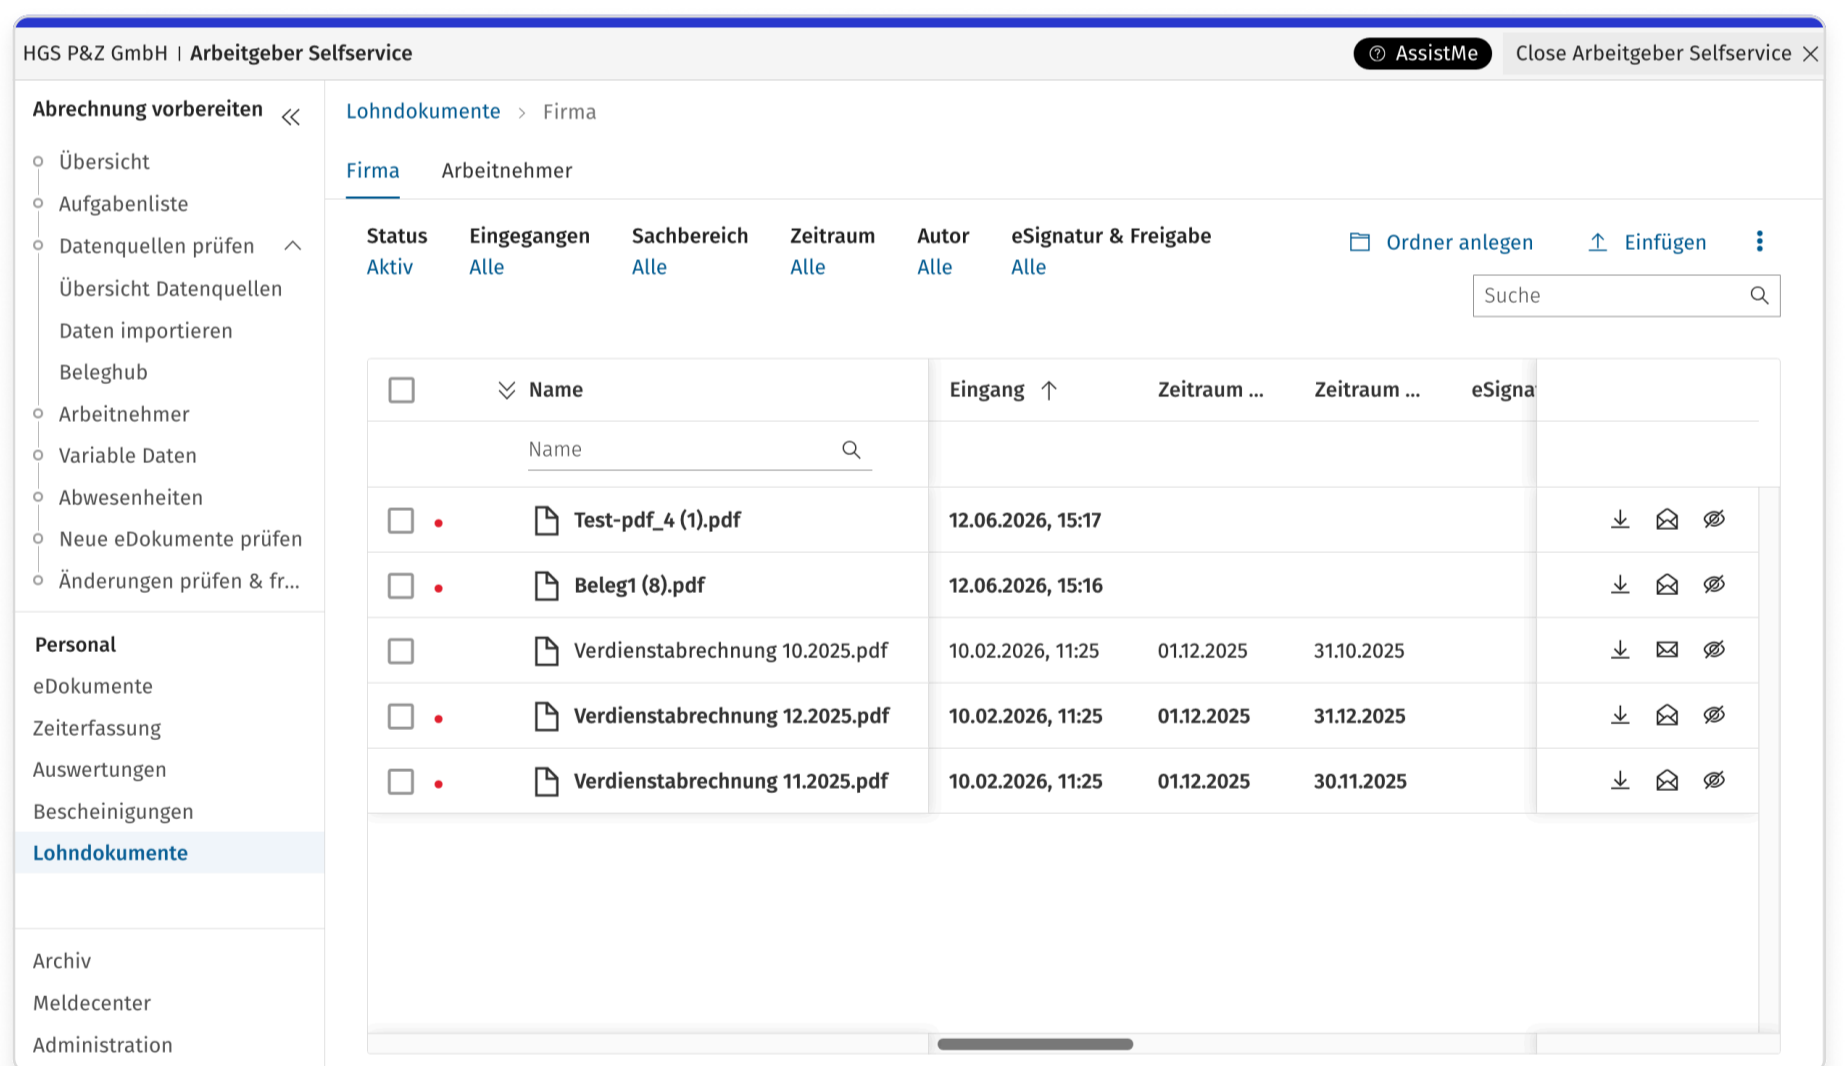 HGS P&Z GmbH | Arbeitgeber Selfservice
AssistMe
Close Arbeitgeber Selfservice
Abrechnung vorbereiten
Übersicht
Aufgabenliste
Datenquellen prüfen
Übersicht Datenquellen
Daten importieren
Beleghub
Arbeitnehmer
Variable Daten
Abwesenheiten
Neue eDokumente prüfen
Änderungen prüfen & fr...
Personal
eDokumente
Zeiterfassung
Auswertungen
Bescheinigungen
Lohndokumente
Archiv
Meldecenter
Administration
Lohndokumente > Firma
Firma Arbeitnehmer
Status Eingegangen Sachbereich Zeitraum Autor eSignatur & Freigabe
Aktiv Alle Alle Alle Alle Alle
Ordner anlegen Einfügen
Suche
Name Eingang Zeitraum ... Zeitraum ... eSigna
Name
Test-pdf_4 (1).pdf 12.06.2026, 15:17
Beleg1 (8).pdf 12.06.2026, 15:16
Verdienstabrechnung 10.2025.pdf 10.02.2026, 11:25 01.12.2025 31.10.2025
Verdienstabrechnung 12.2025.pdf 10.02.2026, 11:25 01.12.2025 31.12.2025
Verdienstabrechnung 11.2025.pdf 10.02.2026, 11:25 01.12.2025 30.11.2025